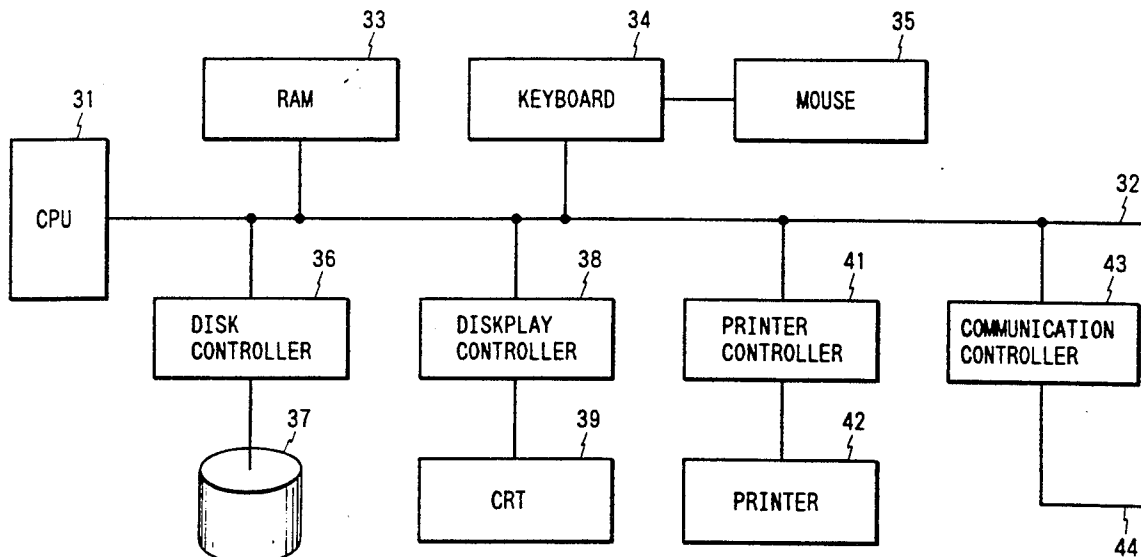 33
34
35
RAM
KEYBOARD
MOUSE
31
CPU
32
36
38
41
43
DISK
CONTROLLER
DISKPLAY
CONTROLLER
PRINTER
CONTROLLER
COMMUNICATION
CONTROLLER
37
39
42
CRT
PRINTER
44